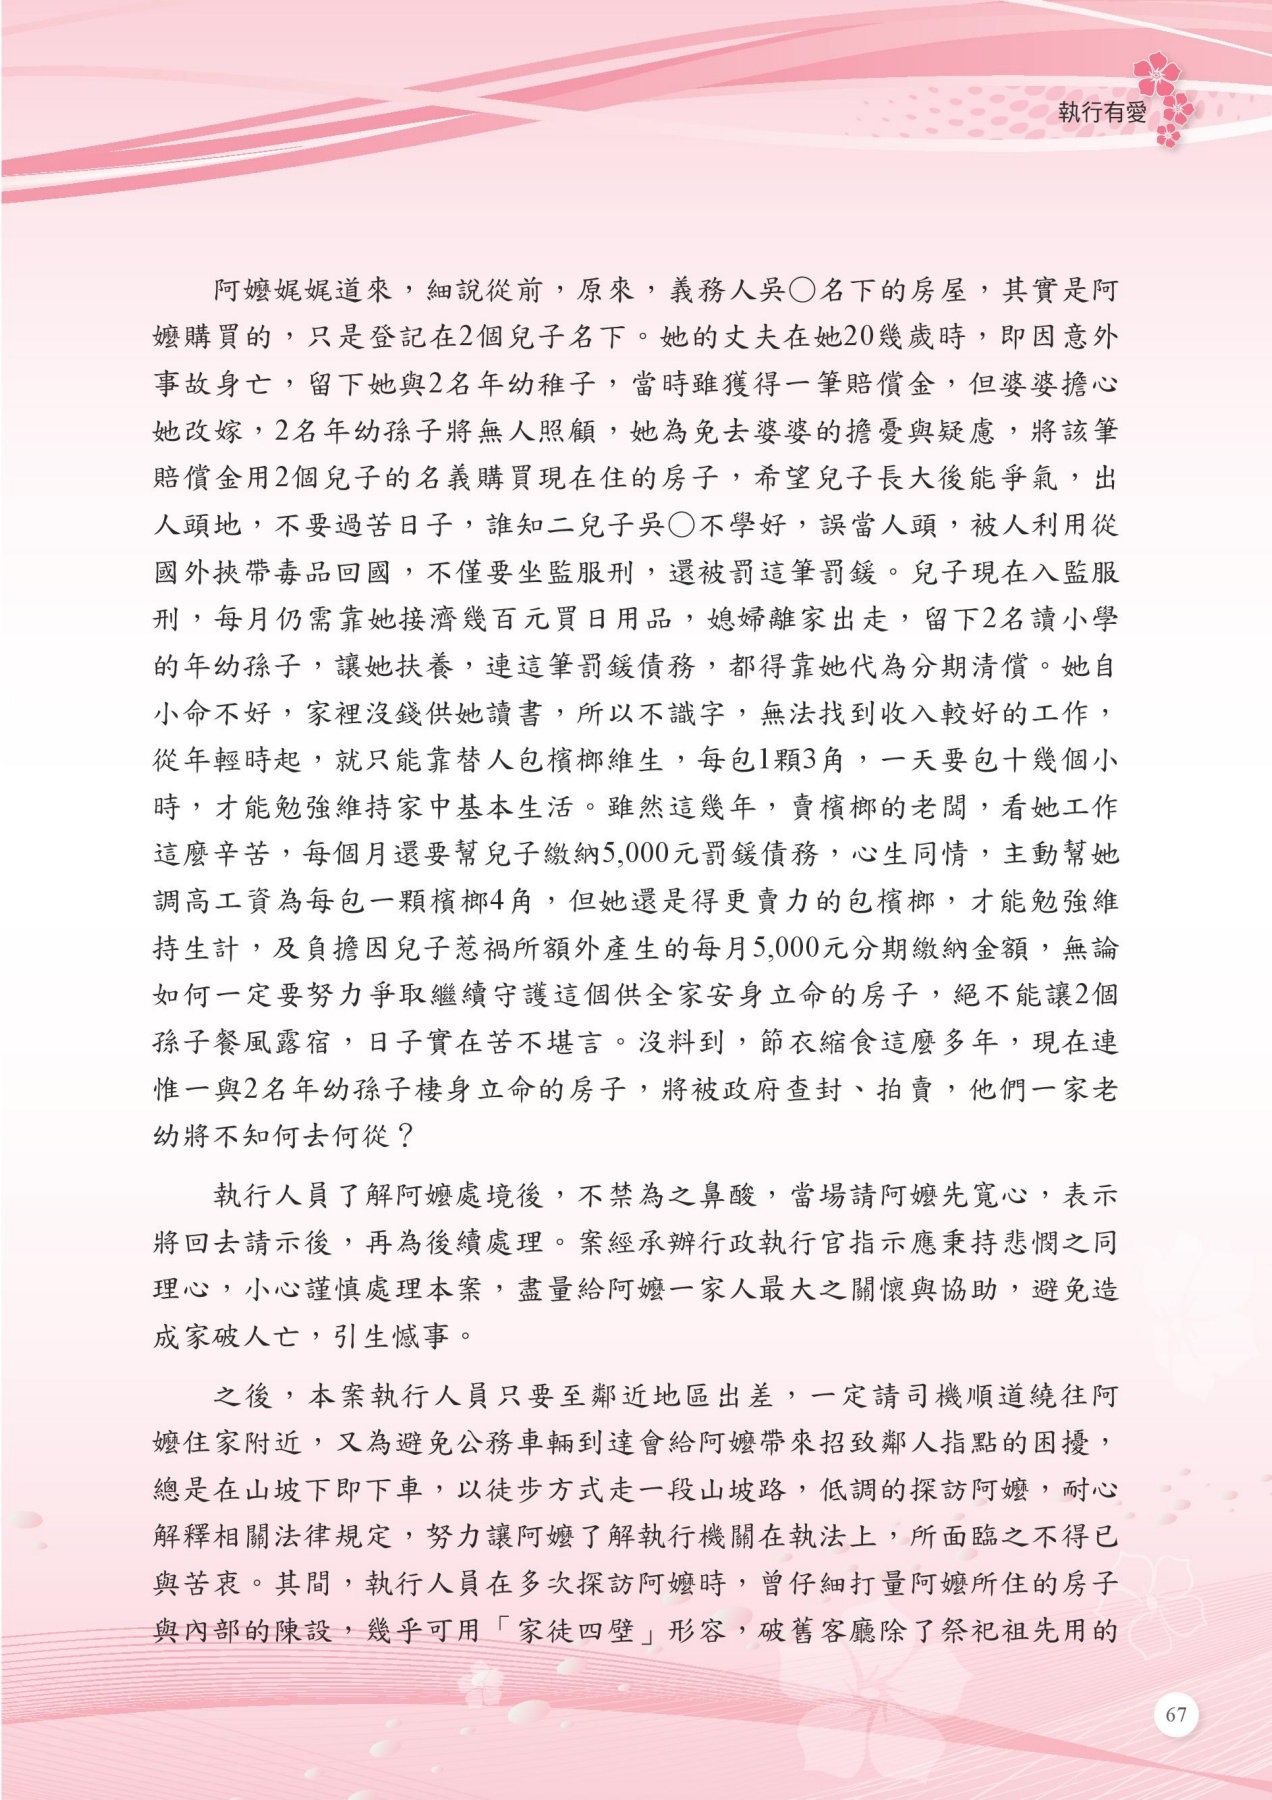 執行有愛
阿嬤娓娓道來，細說從前，原來，義務人吳○名下的房屋，其實是阿
嬤購買的，只是登記在2個兒子名下。她的丈夫在她20幾歲時，即因意外
事故身亡，留下她與2名年幼稚子，當時雖獲得一筆賠償金，但婆婆擔心
她改嫁，2名年幼孫子將無人照顧，她為免去婆婆的擔憂與疑慮，將該筆
賠償金用2個兒子的名義購買現在住的房子，希望兒子長大後能爭氣，出
人頭地，不要過苦日子，誰知二兒子吳○不學好，誤當人頭，被人利用從
國外挾帶毒品回國，不僅要坐監服刑，還被罰這筆罰鍰。兒子現在入監服
刑，每月仍需靠她接濟幾百元買日用品，媳婦離家出走，留下2名讀小學
的年幼孫子，讓她扶養，連這筆罰鍰債務，都得靠她代為分期清償。她自
小命不好，家裡沒錢供她讀書，所以不識字，無法找到收入較好的工作，
從年輕時起，就只能靠替人包檳榔維生，每包1顆3角，一天要包十幾個小
時，才能勉強維持家中基本生活。雖然這幾年，賣檳榔的老闆，看她工作
這麼辛苦，每個月還要幫兒子繳納5,000元罰鍰債務，心生同情，主動幫她
調高工資為每包一顆檳榔4角，但她還是得更賣力的包檳榔，才能勉強維
持生計，及負擔因兒子惹禍所額外產生的每月5,000元分期繳納金額，無論
如何一定要努力爭取繼續守護這個供全家安身立命的房子，絕不能讓2個
孫子餐風露宿，日子實在苦不堪言。沒料到，節衣縮食這麼多年，現在連
惟一與2名年幼孫子棲身立命的房子，將被政府查封、拍賣，他們一家老
幼將不知何去何從？
執行人員了解阿嬤處境後，不禁為之鼻酸，當場請阿嬤先寬心，表示
將回去請示後，再為後續處理。案經承辦行政執行官指示應秉持悲憫之同
理心，小心謹慎處理本案，盡量給阿嬤一家人最大之關懷與協助，避免造
成家破人亡，引生憾事。
之後，本案執行人員只要至鄰近地區出差，一定請司機順道繞往阿
嬤住家附近，又為避免公務車輛到達會給阿嬤帶來招致鄰人指點的困擾，
總是在山坡下即下車，以徒步方式走一段山坡路，低調的探訪阿嬤，耐心
解釋相關法律規定，努力讓阿嬤了解執行機關在執法上，所面臨之不得已
與苦衷。其間，執行人員在多次探訪阿嬤時，曾仔細打量阿嬤所住的房子
與內部的陳設，幾乎可用「家徒四壁」形容，破舊客廳除了祭祀祖先用的
67